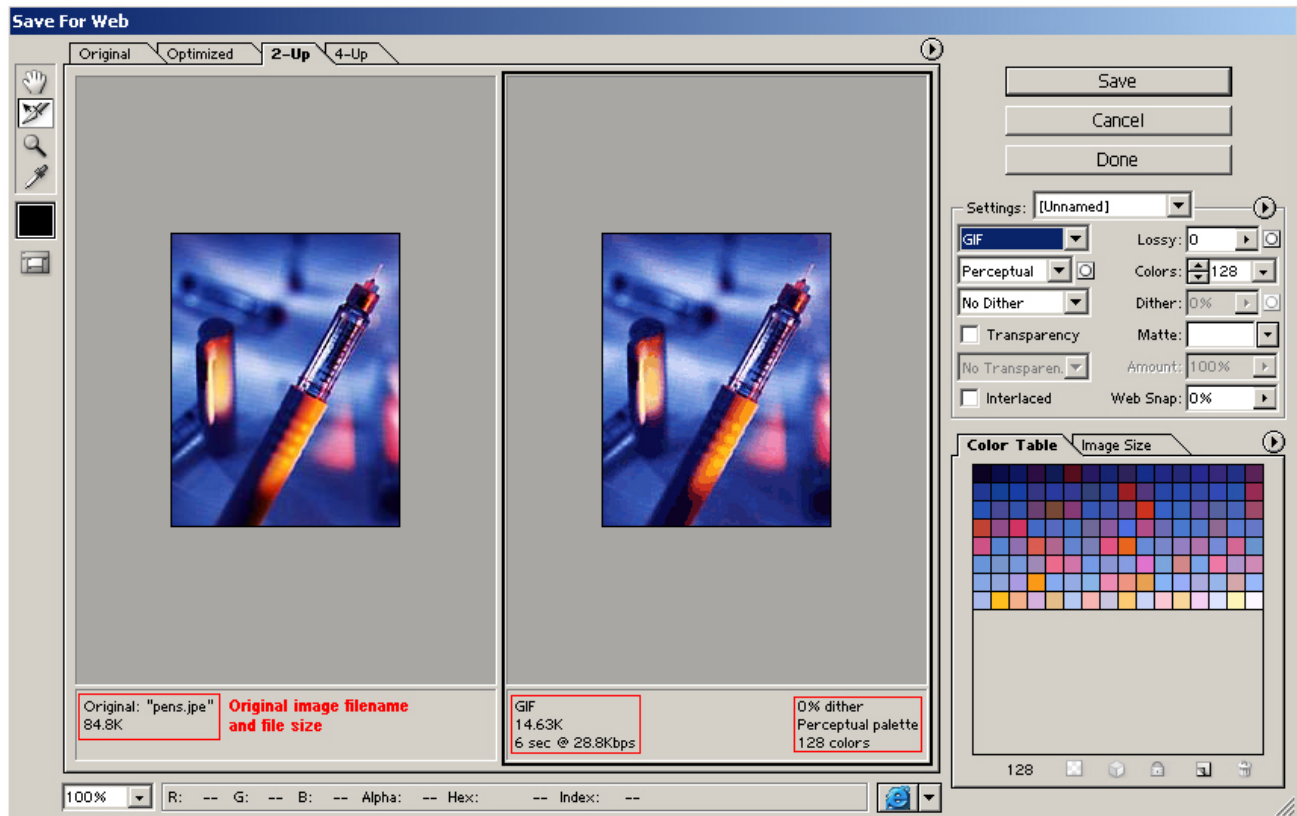 Save For Web
Original Optimized 2-Up 4-Up
Save
Cancel
Done
Settings: [Unnamed]
GIF Lossy: 0
Perceptual Colors: 128
No Dither Dither: 0%
Transparency Matte:
No Transparen. Amount: 100%
Interlaced Web Snap: 0%
Color Table Image Size
Original: "pens.jpe"
84.8K
Original image filename
and file size
GIF
14.63K
6 sec @ 28.8Kbps
0% dither
Perceptual palette
128 colors
128
100% R: -- G: -- B: -- Alpha: -- Hex: -- Index: --